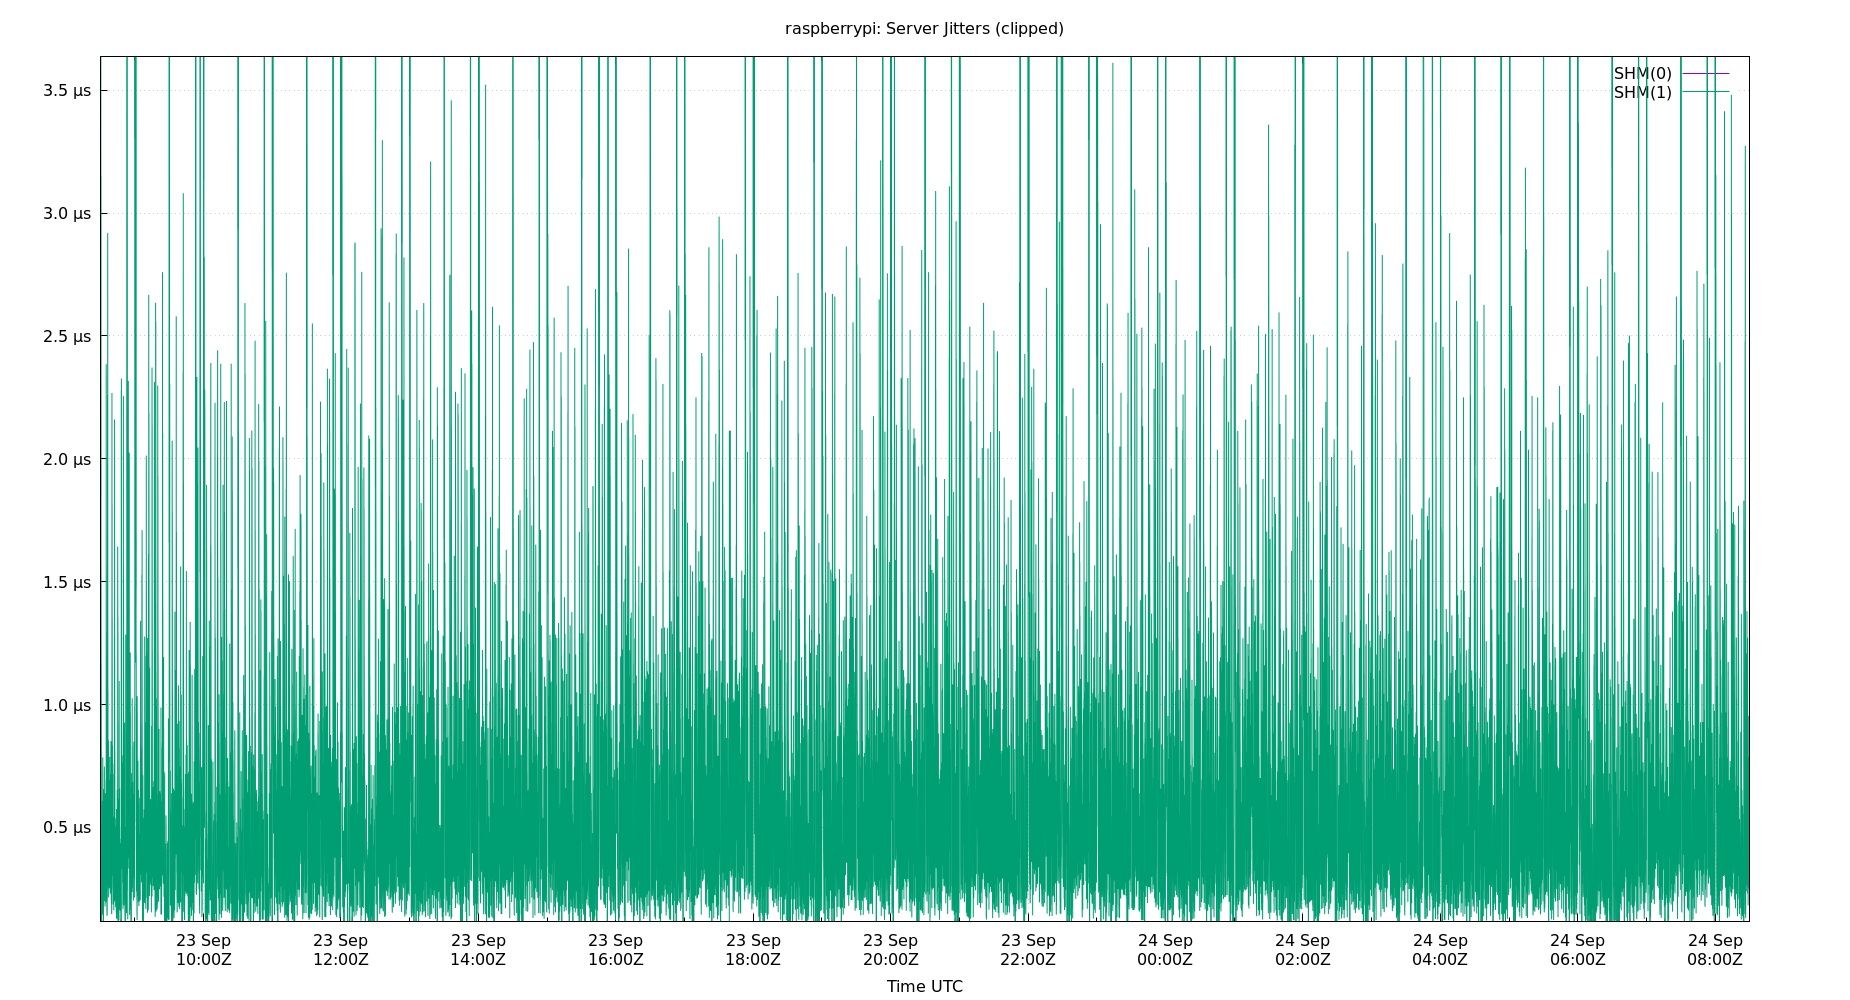 raspberrypi: Server Jitters (clipped)
SHM(0)
SHM(1)
3.5 µs
3.0 µs
2.5 µs
2.0 µs
1.5 µs
1.0 µs
0.5 µs
23 Sep 23 Sep 23 Sep 23 Sep 23 Sep 23 Sep 23 Sep 24 Sep 24 Sep 24 Sep 24 Sep 24 Sep
10:00Z 12:00Z 14:00Z 16:00Z 18:00Z 20:00Z 22:00Z 00:00Z 02:00Z 04:00Z 06:00Z 08:00Z
Time UTC